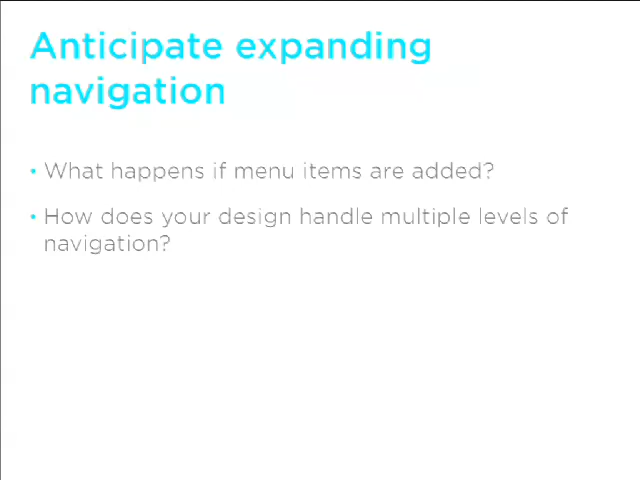 Anticipate expanding
navigation
• What happens if menu items are added?
• How does your design handle multiple levels of
navigation?